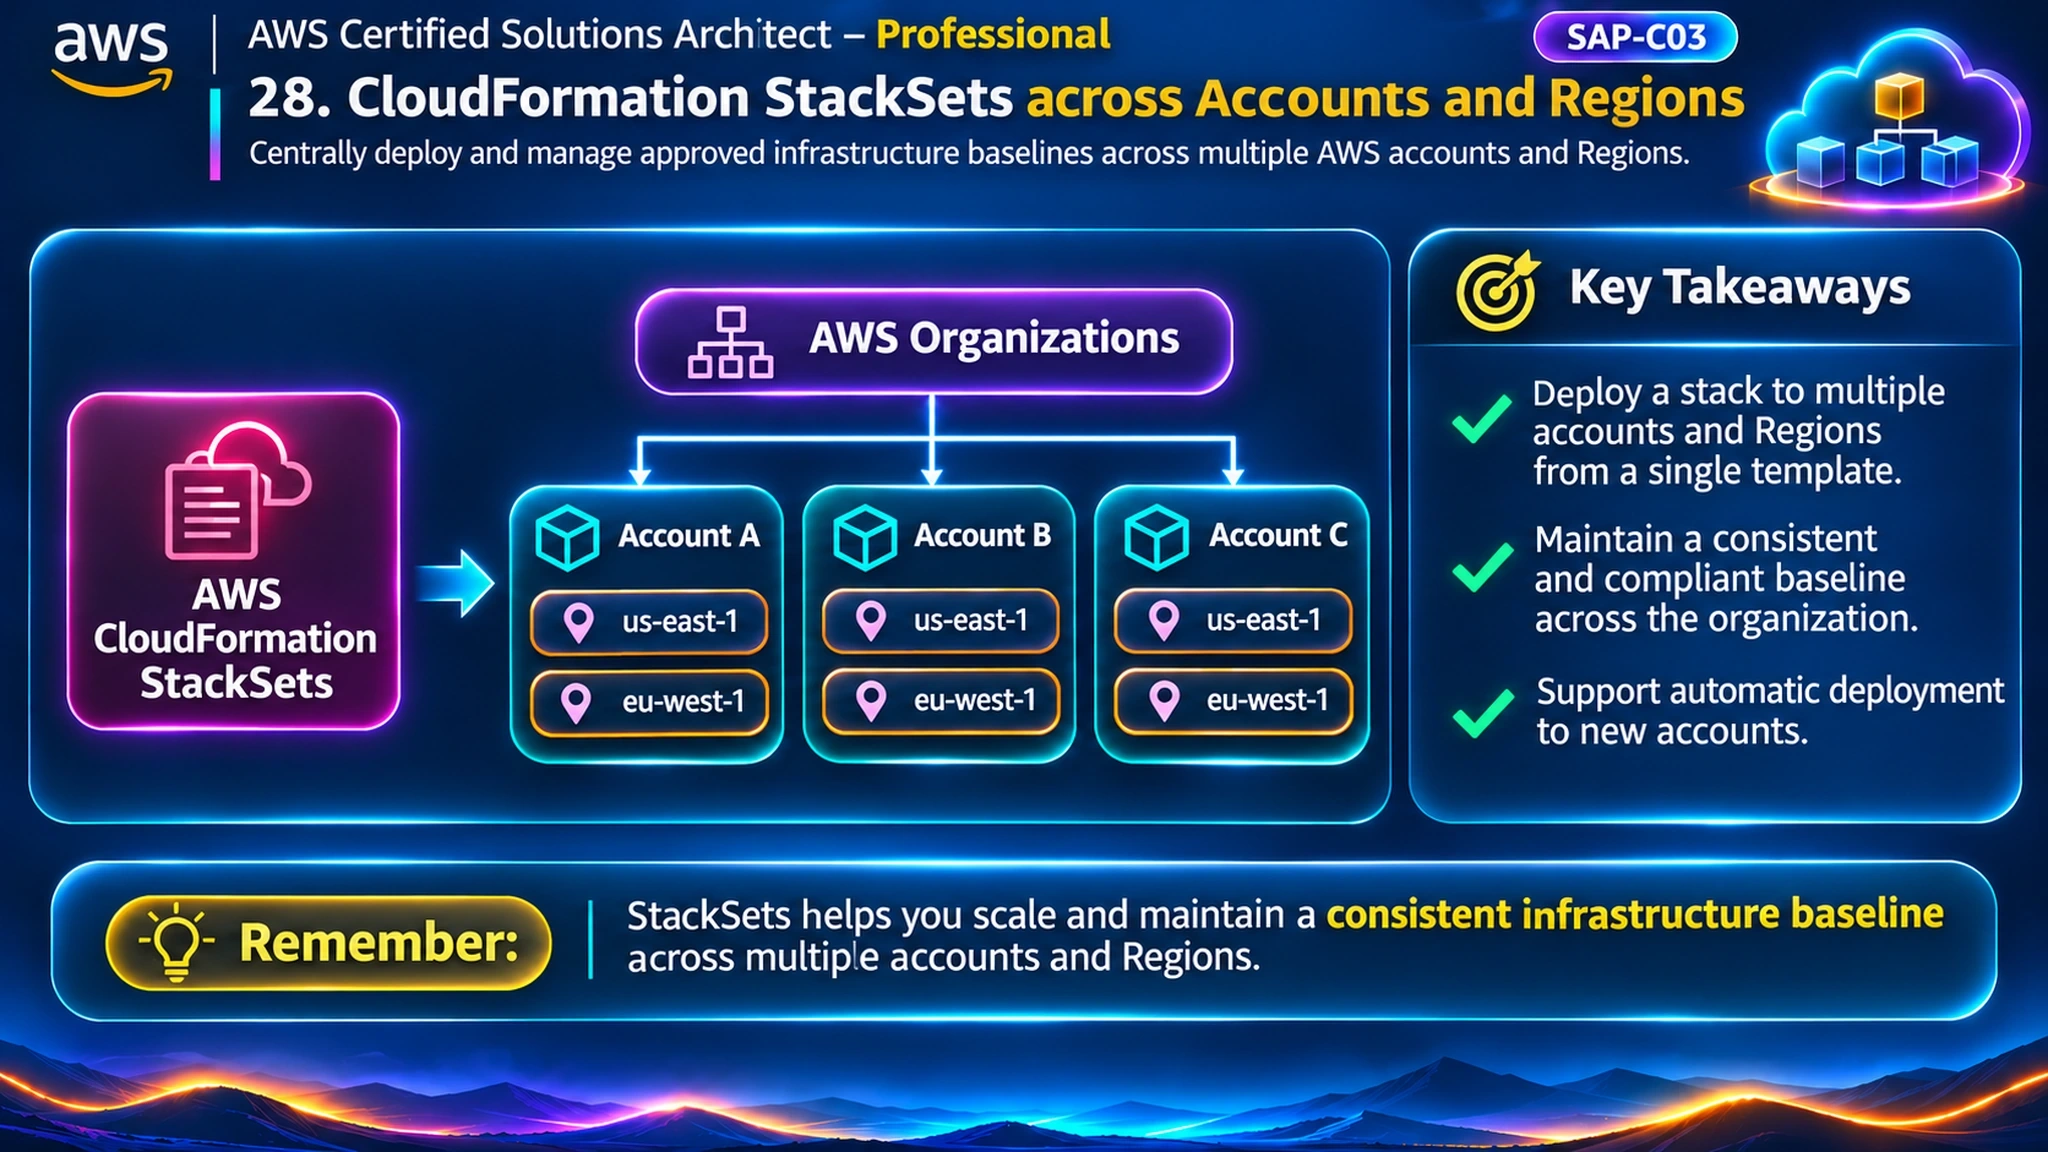 aws
AWS Certified Solutions Architect – Professional
SAP-C03
28. CloudFormation StackSets across Accounts and Regions
Centrally deploy and manage approved infrastructure baselines across multiple AWS accounts and Regions.
AWS
CloudFormation
StackSets
AWS Organizations
Account A
us-east-1
eu-west-1
Account B
us-east-1
eu-west-1
Account C
us-east-1
eu-west-1
Key Takeaways
Deploy a stack to multiple
accounts and Regions
from a single template.
Maintain a consistent
and compliant baseline
across the organization.
Support automatic deployment
to new accounts.
Remember:
StackSets helps you scale and maintain a consistent infrastructure baseline
across multiple accounts and Regions.